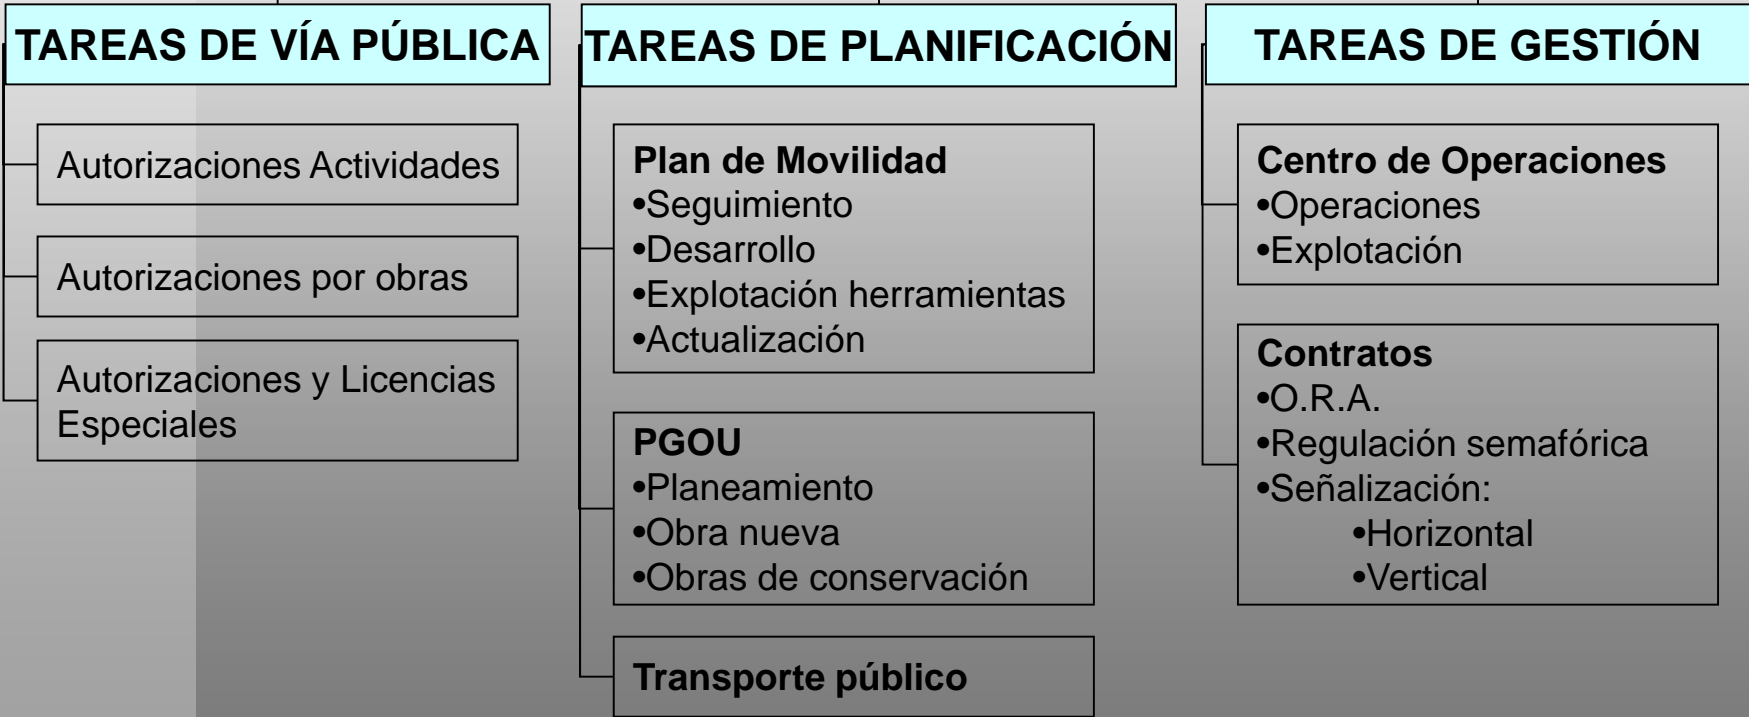 TAREAS DE VÍA PÚBLICA
Autorizaciones Actividades
Autorizaciones por obras
Autorizaciones y Licencias
Especiales
TAREAS DE PLANIFICACIÓN
Plan de Movilidad
•Seguimiento
•Desarrollo
•Explotación herramientas
•Actualización
PGOU
•Planeamiento
•Obra nueva
•Obras de conservación
Transporte público
TAREAS DE GESTIÓN
Centro de Operaciones
•Operaciones
•Explotación
Contratos
•O.R.A.
•Regulación semafórica
•Señalización:
•Horizontal
•Vertical